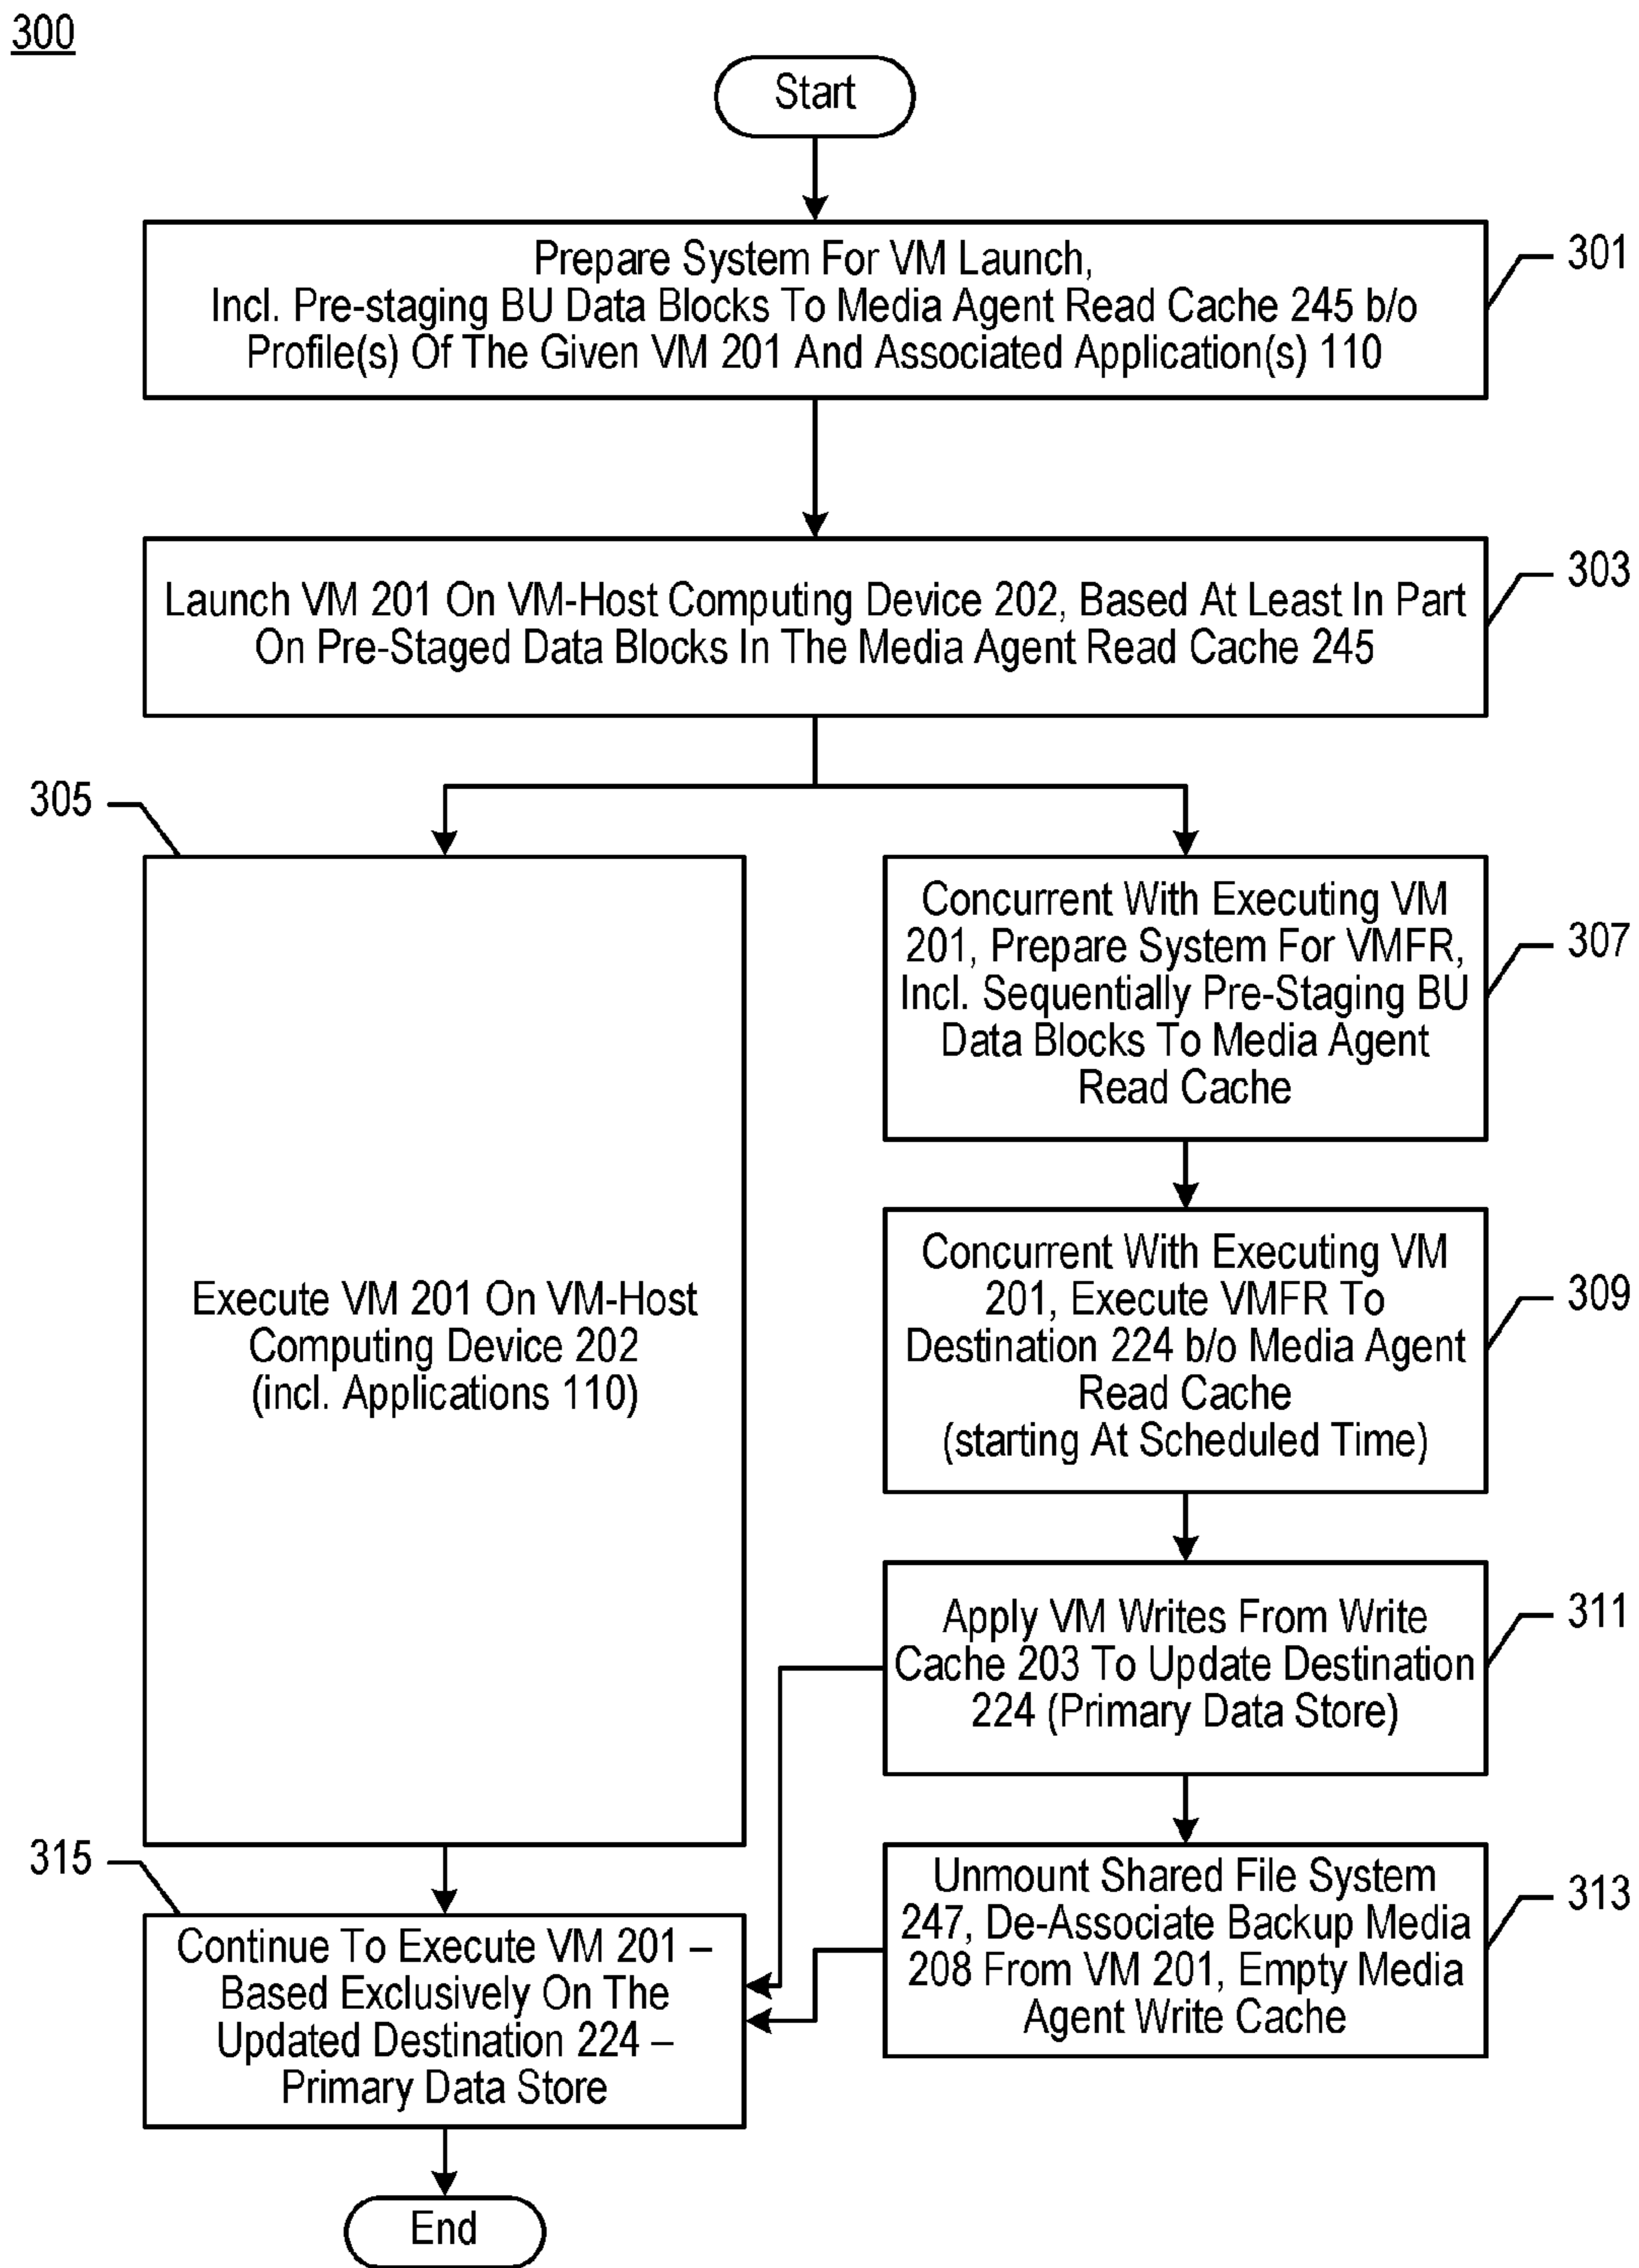 300
Start
Prepare System For VM Launch,
Incl. Pre-staging BU Data Blocks To Media Agent Read Cache 245 b/o
Profile(s) Of The Given VM 201 And Associated Application(s) 110
301
Launch VM 201 On VM-Host Computing Device 202, Based At Least In Part
On Pre-Staged Data Blocks In The Media Agent Read Cache 245
303
305
Execute VM 201 On VM-Host
Computing Device 202
(incl. Applications 110)
Concurrent With Executing VM
201, Prepare System For VMFR,
Incl. Sequentially Pre-Staging BU
Data Blocks To Media Agent
Read Cache
307
Concurrent With Executing VM
201, Execute VMFR To
Destination 224 b/o Media Agent
Read Cache
(starting At Scheduled Time)
309
Apply VM Writes From Write
Cache 203 To Update Destination
224 (Primary Data Store)
311
Unmount Shared File System
247, De-Associate Backup Media
208 From VM 201, Empty Media
Agent Write Cache
313
315
Continue To Execute VM 201 –
Based Exclusively On The
Updated Destination 224 –
Primary Data Store
End